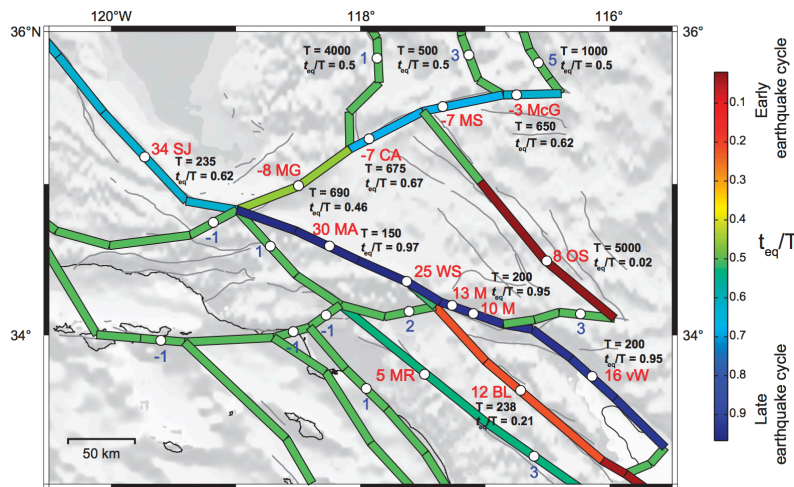 120°W
118°
116°
36°N
T = 4000
t_eq/T = 0.5
1
T = 500
t_eq/T = 0.5
3
5
T = 1000
t_eq/T = 0.5
-3 McG
-7 MS
T = 650
t_eq/T = 0.62
34 SJ
T = 235
t_eq/T = 0.62
-8 MG
-7 CA
T = 675
t_eq/T = 0.67
T = 690
t_eq/T = 0.46
-1
30 MA
T = 150
t_eq/T = 0.97
1
8 OS
T = 5000
t_eq/T = 0.02
25 WS
T = 200
t_eq/T = 0.95
13 M
10 M
34°
34°
-1
-1
-1
2
3
T = 200
t_eq/T = 0.95
5 MR
1
12 BL
T = 238
t_eq/T = 0.21
16 vW
3
50 km
Early
earthquake cycle
0.1
0.2
0.3
0.4
0.5
0.6
0.7
0.8
0.9
t_eq/T
Late
earthquake cycle